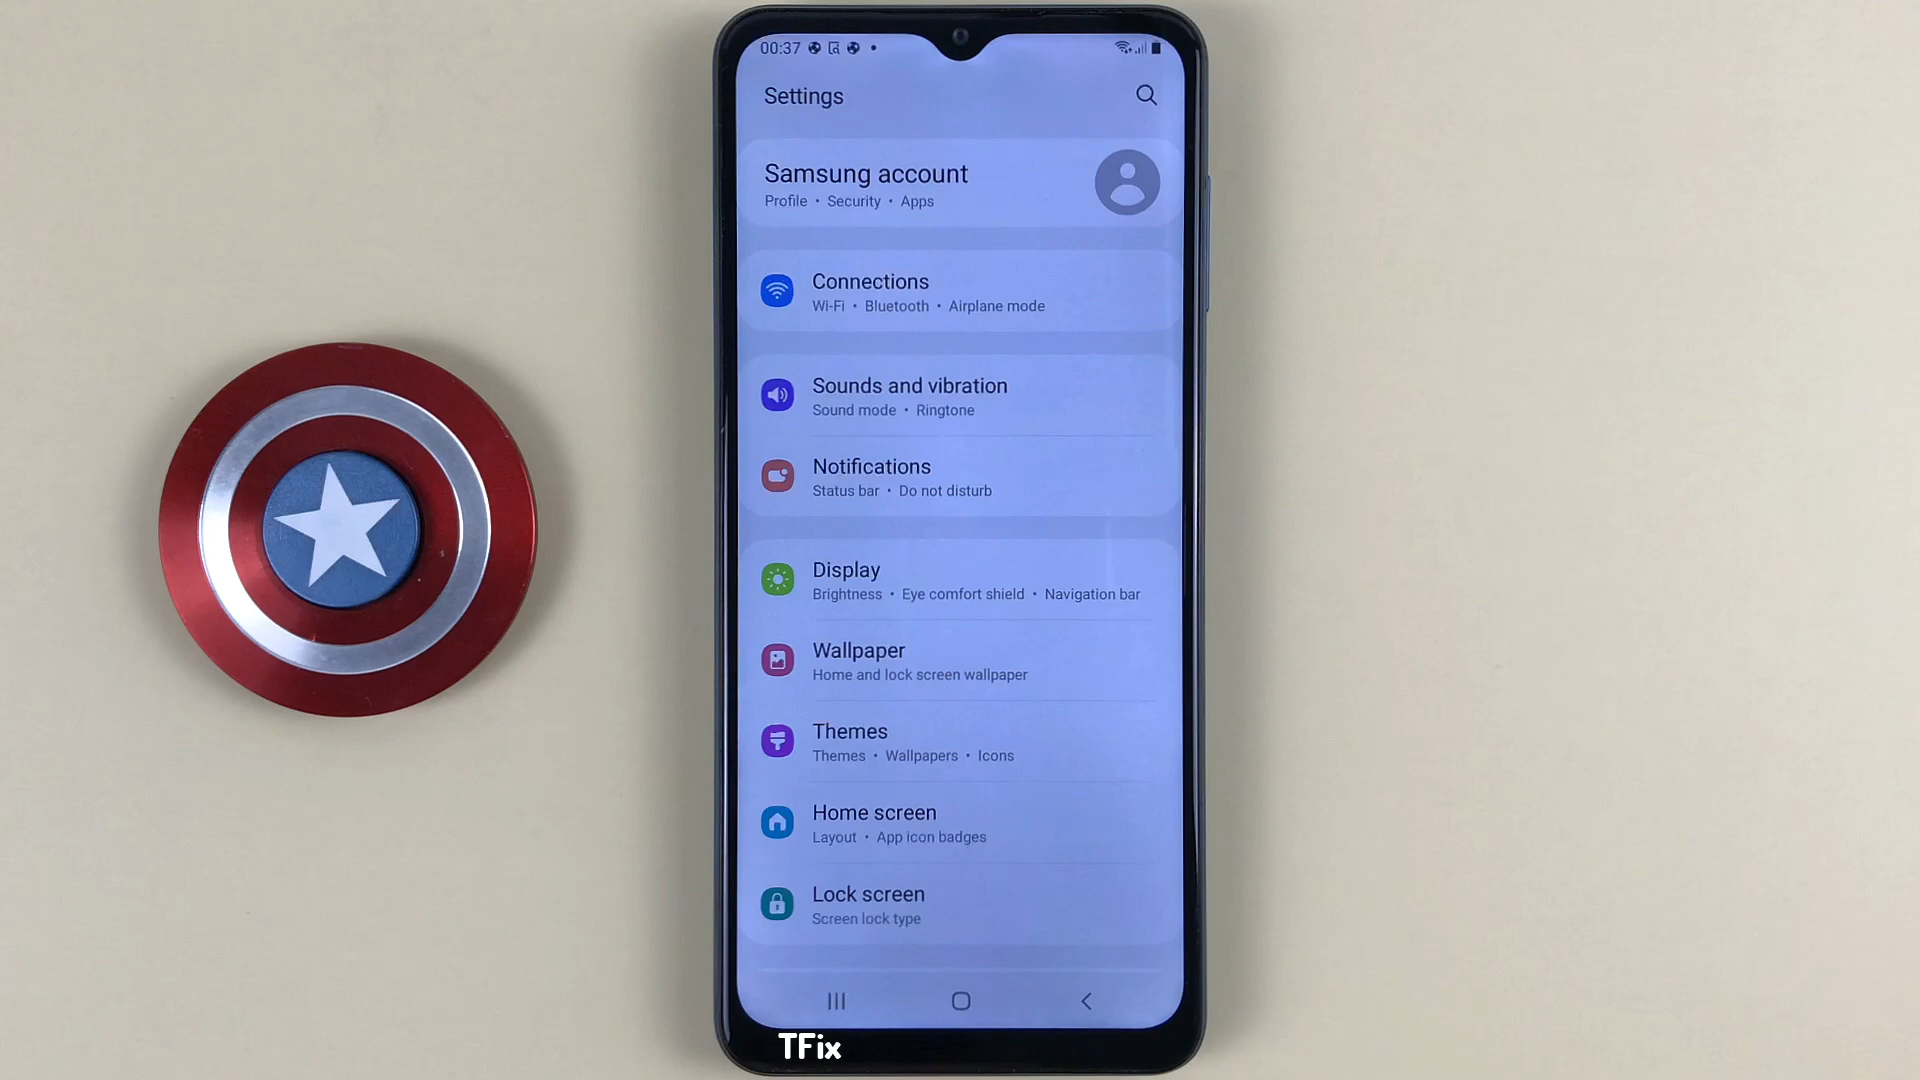 00:37
Settings
Samsung account
Profile • Security • Apps
Connections
Wi-Fi • Bluetooth • Airplane mode
Sounds and vibration
Sound mode • Ringtone
Notifications
Status bar • Do not disturb
Display
Brightness • Eye comfort shield • Navigation bar
Wallpaper
Home and lock screen wallpaper
Themes
Themes • Wallpapers • Icons
Home screen
Layout • App icon badges
Lock screen
Screen lock type
TFix